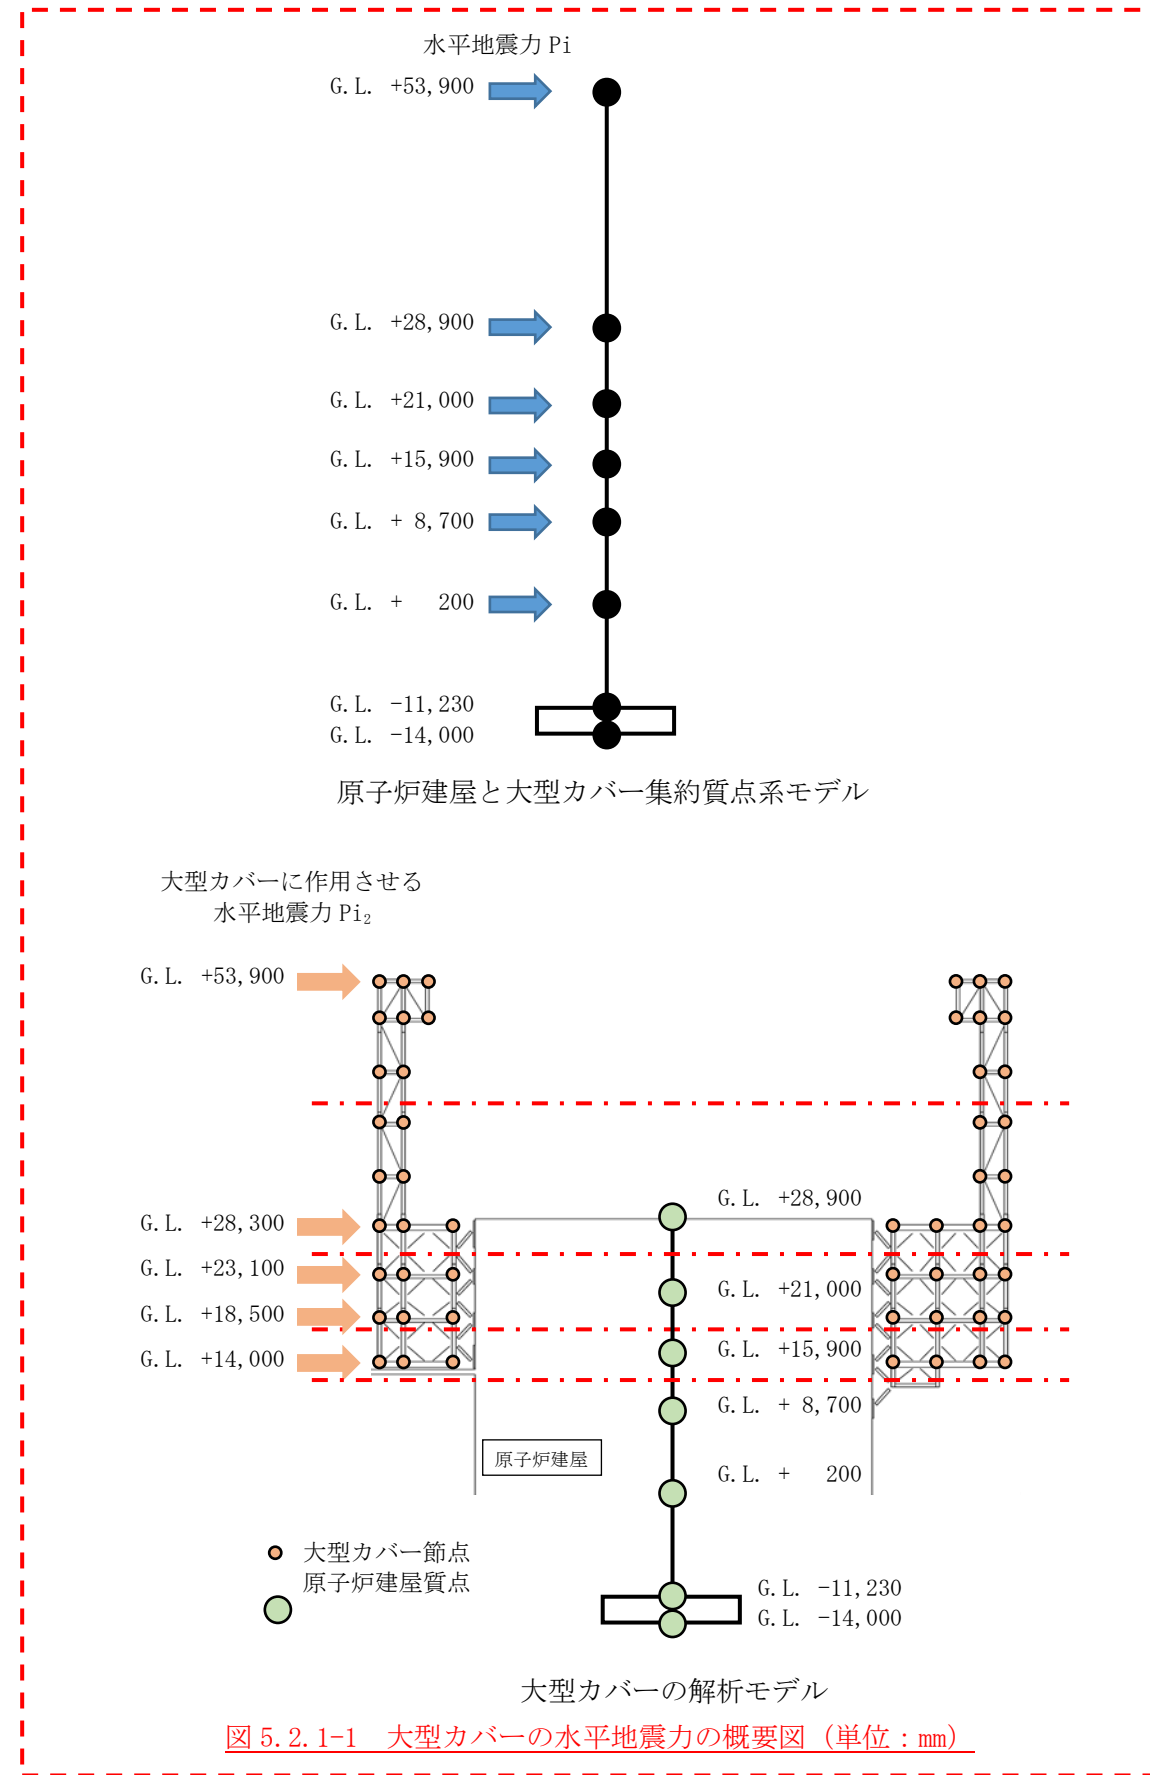 水平地震力 Pi
G.L. +53,900
G.L. +28,900
G.L. +21,000
G.L. +15,900
G.L. + 8,700
G.L. +   200
G.L. -11,230
G.L. -14,000
原子炉建屋と大型カバー集約質点系モデル
大型カバーに作用させる
水平地震力 Pi₂
G.L. +53,900
G.L. +28,300
G.L. +23,100
G.L. +18,500
G.L. +14,000
G.L. +28,900
G.L. +21,000
G.L. +15,900
G.L. + 8,700
G.L. +   200
原子炉建屋
大型カバー節点
原子炉建屋質点
G.L. -11,230
G.L. -14,000
大型カバーの解析モデル
図 5.2.1-1 大型カバーの水平地震力の概要図（単位：mm）